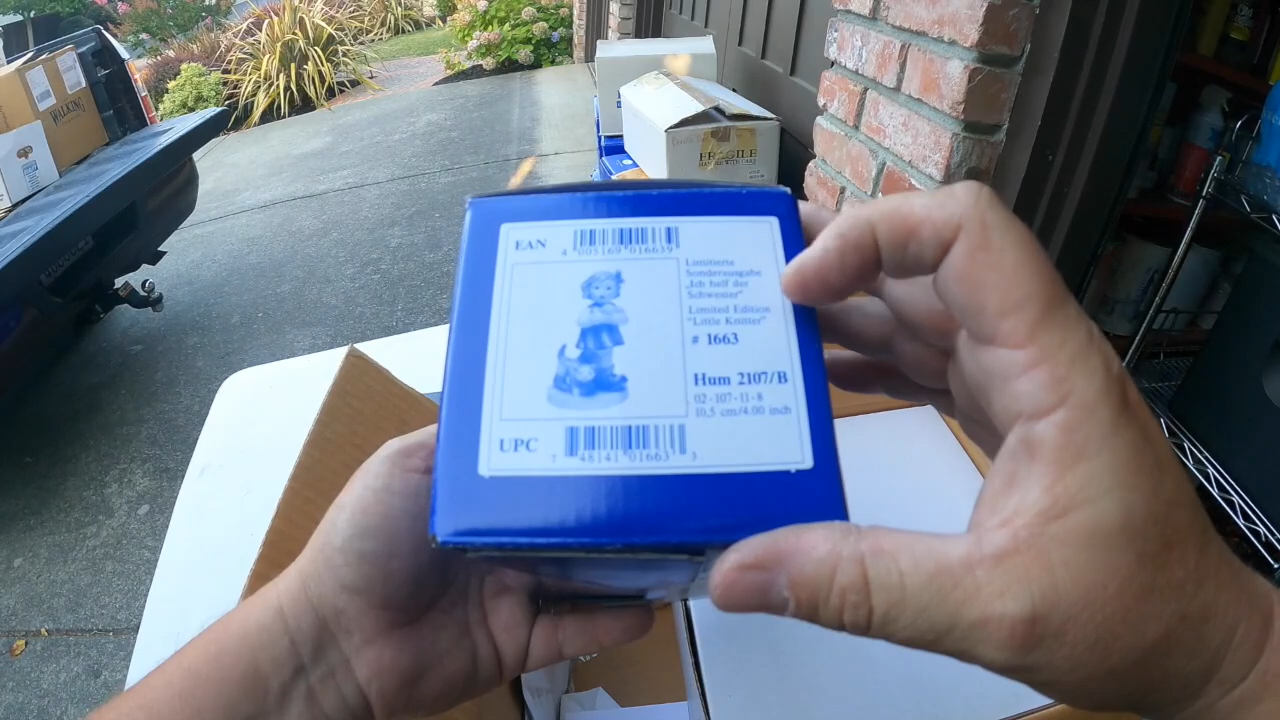 WALKING
FRAGILE
HANDLE WITH CARE
EAN
4 005169 016639
Limitierte
Sonderausgabe
„Ich helf der
Schwester"
Limited Edition
"Little Knitter"
# 1663
Hum 2107/B
02-107-11-8
10,5 cm/4.00 inch
UPC
7 48141 01663 3